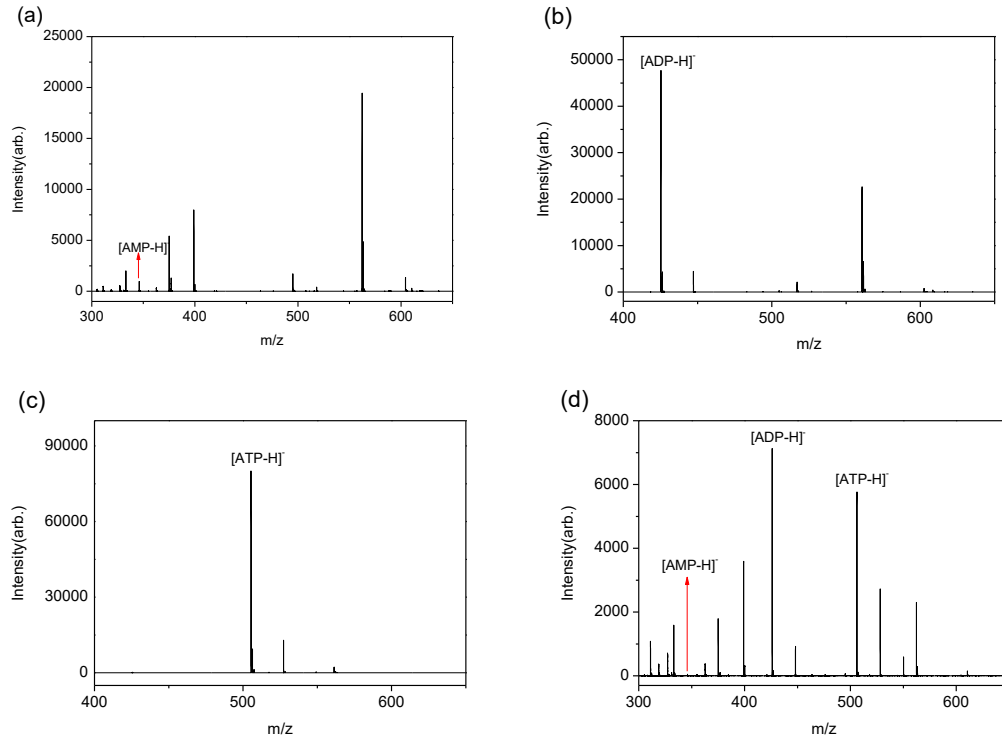 (a)
25000
20000
15000
10000
5000
0
Intensity(arb.)
[AMP-H]⁻
300
400
500
600
m/z
(b)
50000
40000
30000
20000
10000
0
Intensity(arb.)
[ADP-H]⁻
400
500
600
m/z
(c)
90000
60000
30000
0
Intensity(arb.)
[ATP-H]⁻
400
500
600
m/z
(d)
8000
6000
4000
2000
0
Intensity(arb.)
[ADP-H]⁻
[ATP-H]⁻
[AMP-H]⁻
300
400
500
600
m/z